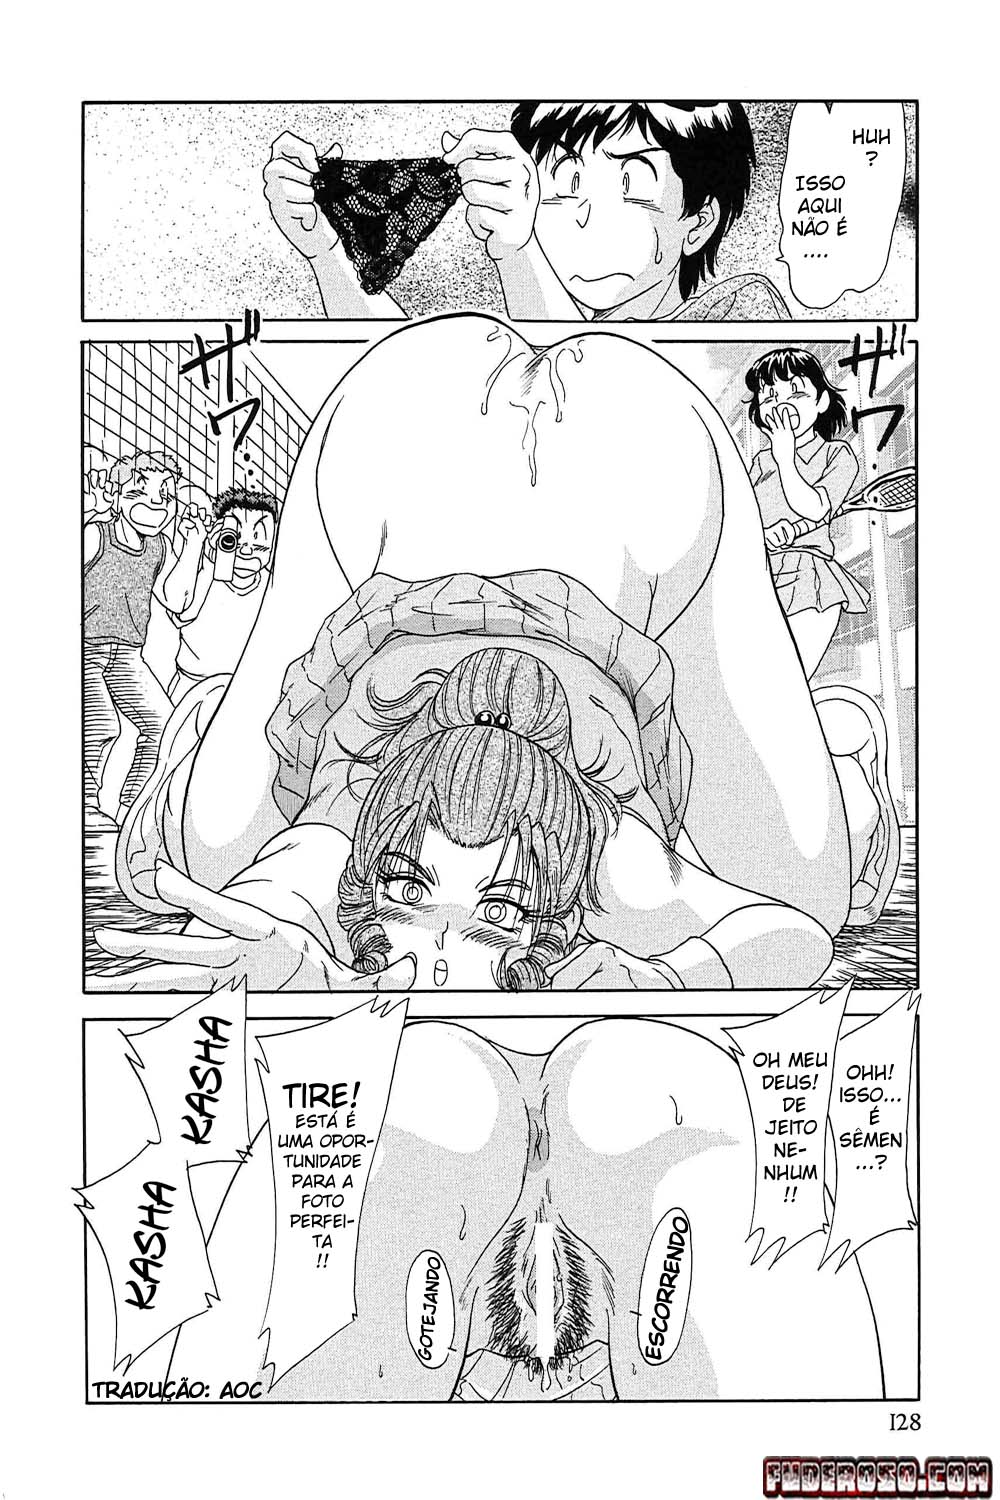 HUH
?
ISSO
AQUI
NÃO É
....
ザ
ワ
...
ザ
ワ
...
OHH!
ISSO...
É
SÊMEN
...?
OH MEU
DEUS!
DE
JEITO
NE-
NHUM
!!
TIRE!
ESTÁ É
UMA OPOR-
TUNIDADE
PARA A
FOTO
PERFEI-
TA
!!
KASHA
KASHA
ESCORRENDO
GOTEJANDO
TRADUÇÃO: AOC
128
FUDEROSO.COM